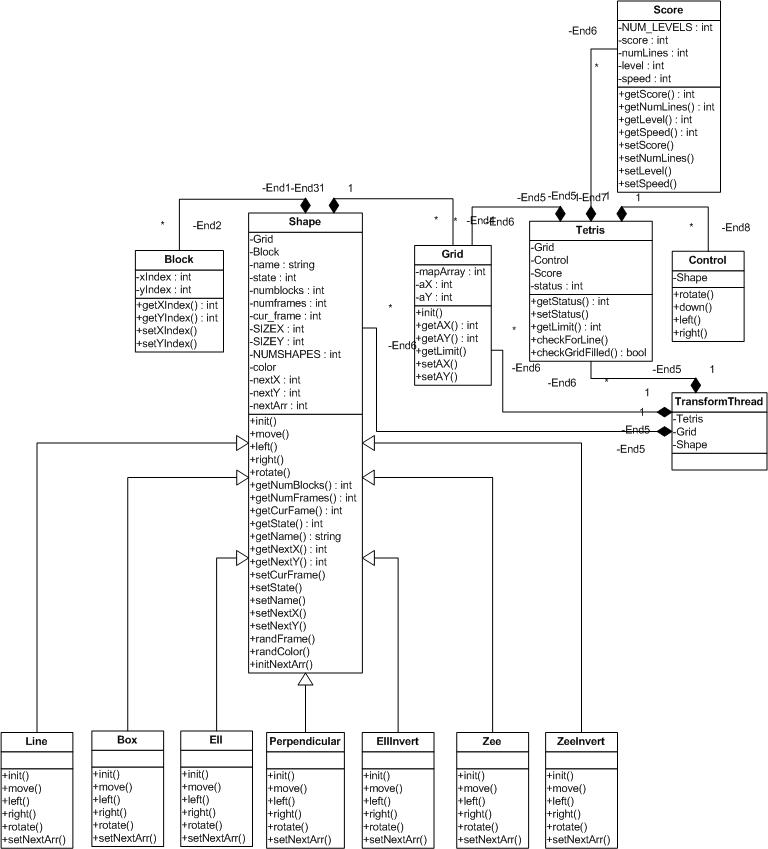 Score
-NUM_LEVELS : int
-score : int
-numLines : int
-level : int
-speed : int
+getScore() : int
+getNumLines() : int
+getLevel() : int
+getSpeed() : int
+setScore()
+setNumLines()
+setLevel()
+setSpeed()
-End6
*
-End1
-End31
1
-End5
-End5
1
-End7
1
*
-End2
*
*
-End6
*
-End8
Block
-xIndex : int
-yIndex : int
+getXIndex() : int
+getYIndex() : int
+setXIndex()
+setYIndex()
Shape
-Grid
-Block
-name : string
-state : int
-numblocks : int
-numframes : int
-cur_frame : int
-SIZEX : int
-SIZEY : int
-NUMSHAPES : int
-color
-nextX : int
-nextY : int
-nextArr : int
+init()
+move()
+left()
+right()
+rotate()
+getNumBlocks() : int
+getNumFrames() : int
+getCurFame() : int
+getState() : int
+getName() : string
+getNextX() : int
+getNextY() : int
+setCurFrame()
+setState()
+setName()
+setNextX()
+setNextY()
+randFrame()
+randColor()
+initNextArr()
Grid
-mapArray : int
-aX : int
-aY : int
+init()
+getAX() : int
+getAY() : int
+getLimit()
+setAX()
+setAY()
*
-End6
*
-End6
Tetris
-Grid
-Control
-Score
-status : int
+getStatus() : int
+setStatus()
+getLimit() : int
+checkForLine()
+checkGridFilled() : bool
Control
-Shape
+rotate()
+down()
+left()
+right()
-End6
*
-End5
1
1
1
-End5
-End5
TransformThread
-Tetris
-Grid
-Shape
Line
+init()
+move()
+left()
+right()
+rotate()
+setNextArr()
Box
+init()
+move()
+left()
+right()
+rotate()
+setNextArr()
Ell
+init()
+move()
+left()
+right()
+rotate()
+setNextArr()
Perpendicular
+init()
+move()
+left()
+right()
+rotate()
+setNextArr()
EllInvert
+init()
+move()
+left()
+right()
+rotate()
+setNextArr()
Zee
+init()
+move()
+left()
+right()
+rotate()
+setNextArr()
ZeeInvert
+init()
+move()
+left()
+right()
+rotate()
+setNextArr()